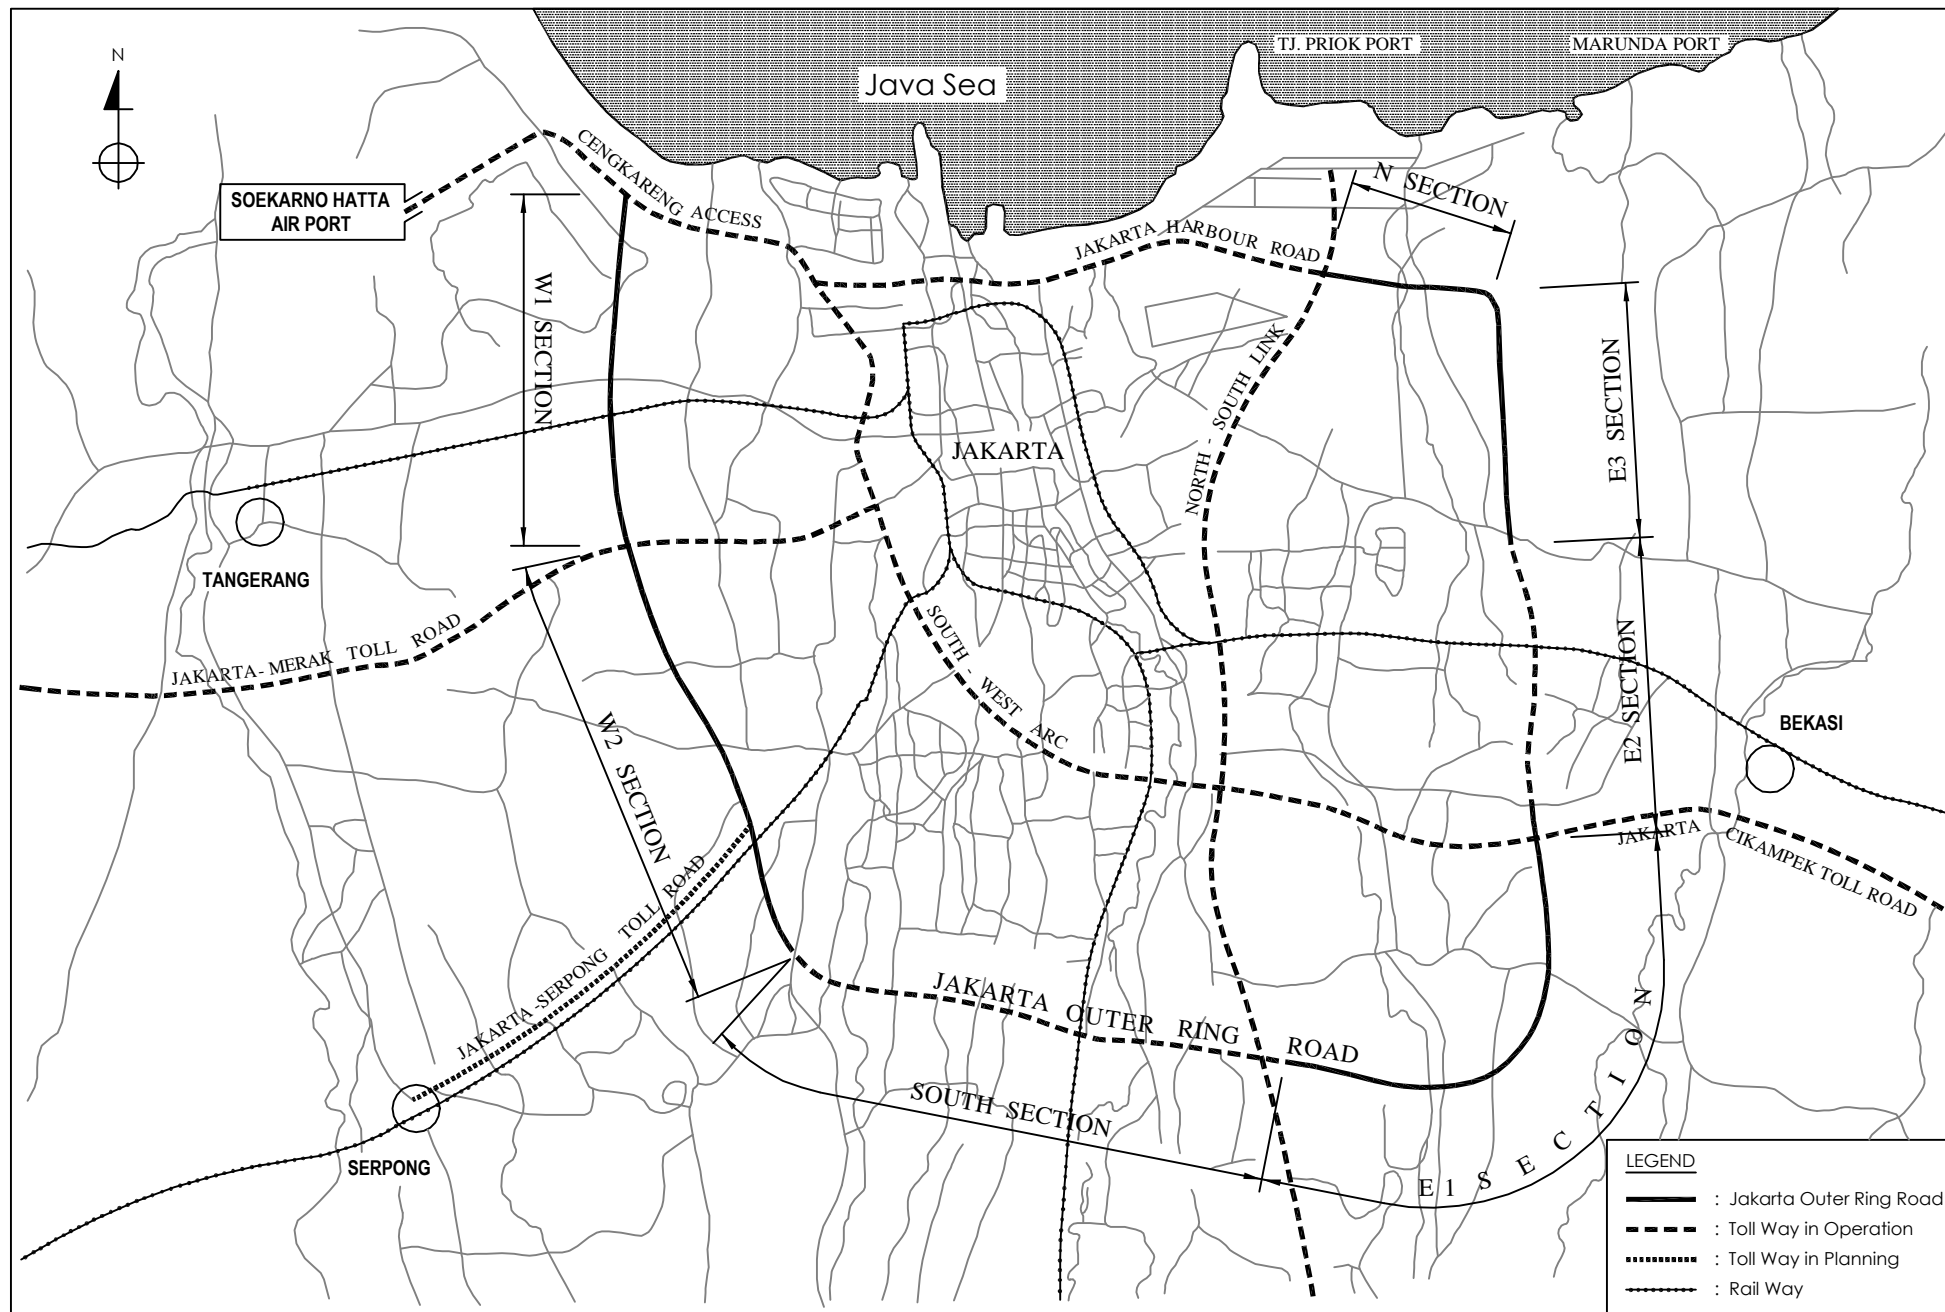 N
TJ. PRIOK PORT
MARUNDA PORT
Java Sea
CENGKARENG ACCESS
N SECTION
SOEKARNO HATTA
AIR PORT
JAKARTA HARBOUR ROAD
W1 SECTION
NORTH - SOUTH LINK
E3 SECTION
JAKARTA
TANGERANG
JAKARTA- MERAK TOLL ROAD
SOUTH - WEST ARC
E2 SECTION
W2 SECTION
BEKASI
JAKARTA CIKAMPEK TOLL ROAD
JAKARTA -SERPONG TOLL ROAD
JAKARTA OUTER RING ROAD
SOUTH SECTION
E1 SECTION
SERPONG
LEGEND
: Jakarta Outer Ring Road
: Toll Way in Operation
: Toll Way in Planning
: Rail Way